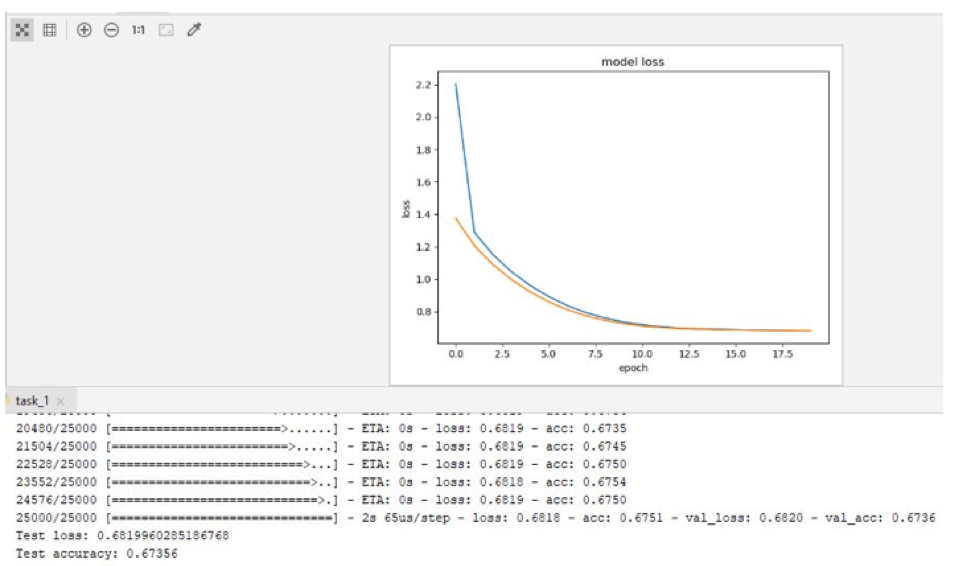 1:1
model loss
2.2
2.0
1.8
1.6
1.4
1.2
1.0
0.8
loss
0.0 2.5 5.0 7.5 10.0 12.5 15.0 17.5
epoch
task_1 ×
20480/25000 [========================>......] - ETA: 0s - loss: 0.6819 - acc: 0.6735
21504/25000 [=========================>.....] - ETA: 0s - loss: 0.6819 - acc: 0.6745
22528/25000 [==========================>...] - ETA: 0s - loss: 0.6819 - acc: 0.6750
23552/25000 [===========================>..] - ETA: 0s - loss: 0.6818 - acc: 0.6754
24576/25000 [============================>.] - ETA: 0s - loss: 0.6819 - acc: 0.6750
25000/25000 [==============================] - 2s 65us/step - loss: 0.6818 - acc: 0.6751 - val_loss: 0.6820 - val_acc: 0.6736
Test loss: 0.6819960285186768
Test accuracy: 0.67356